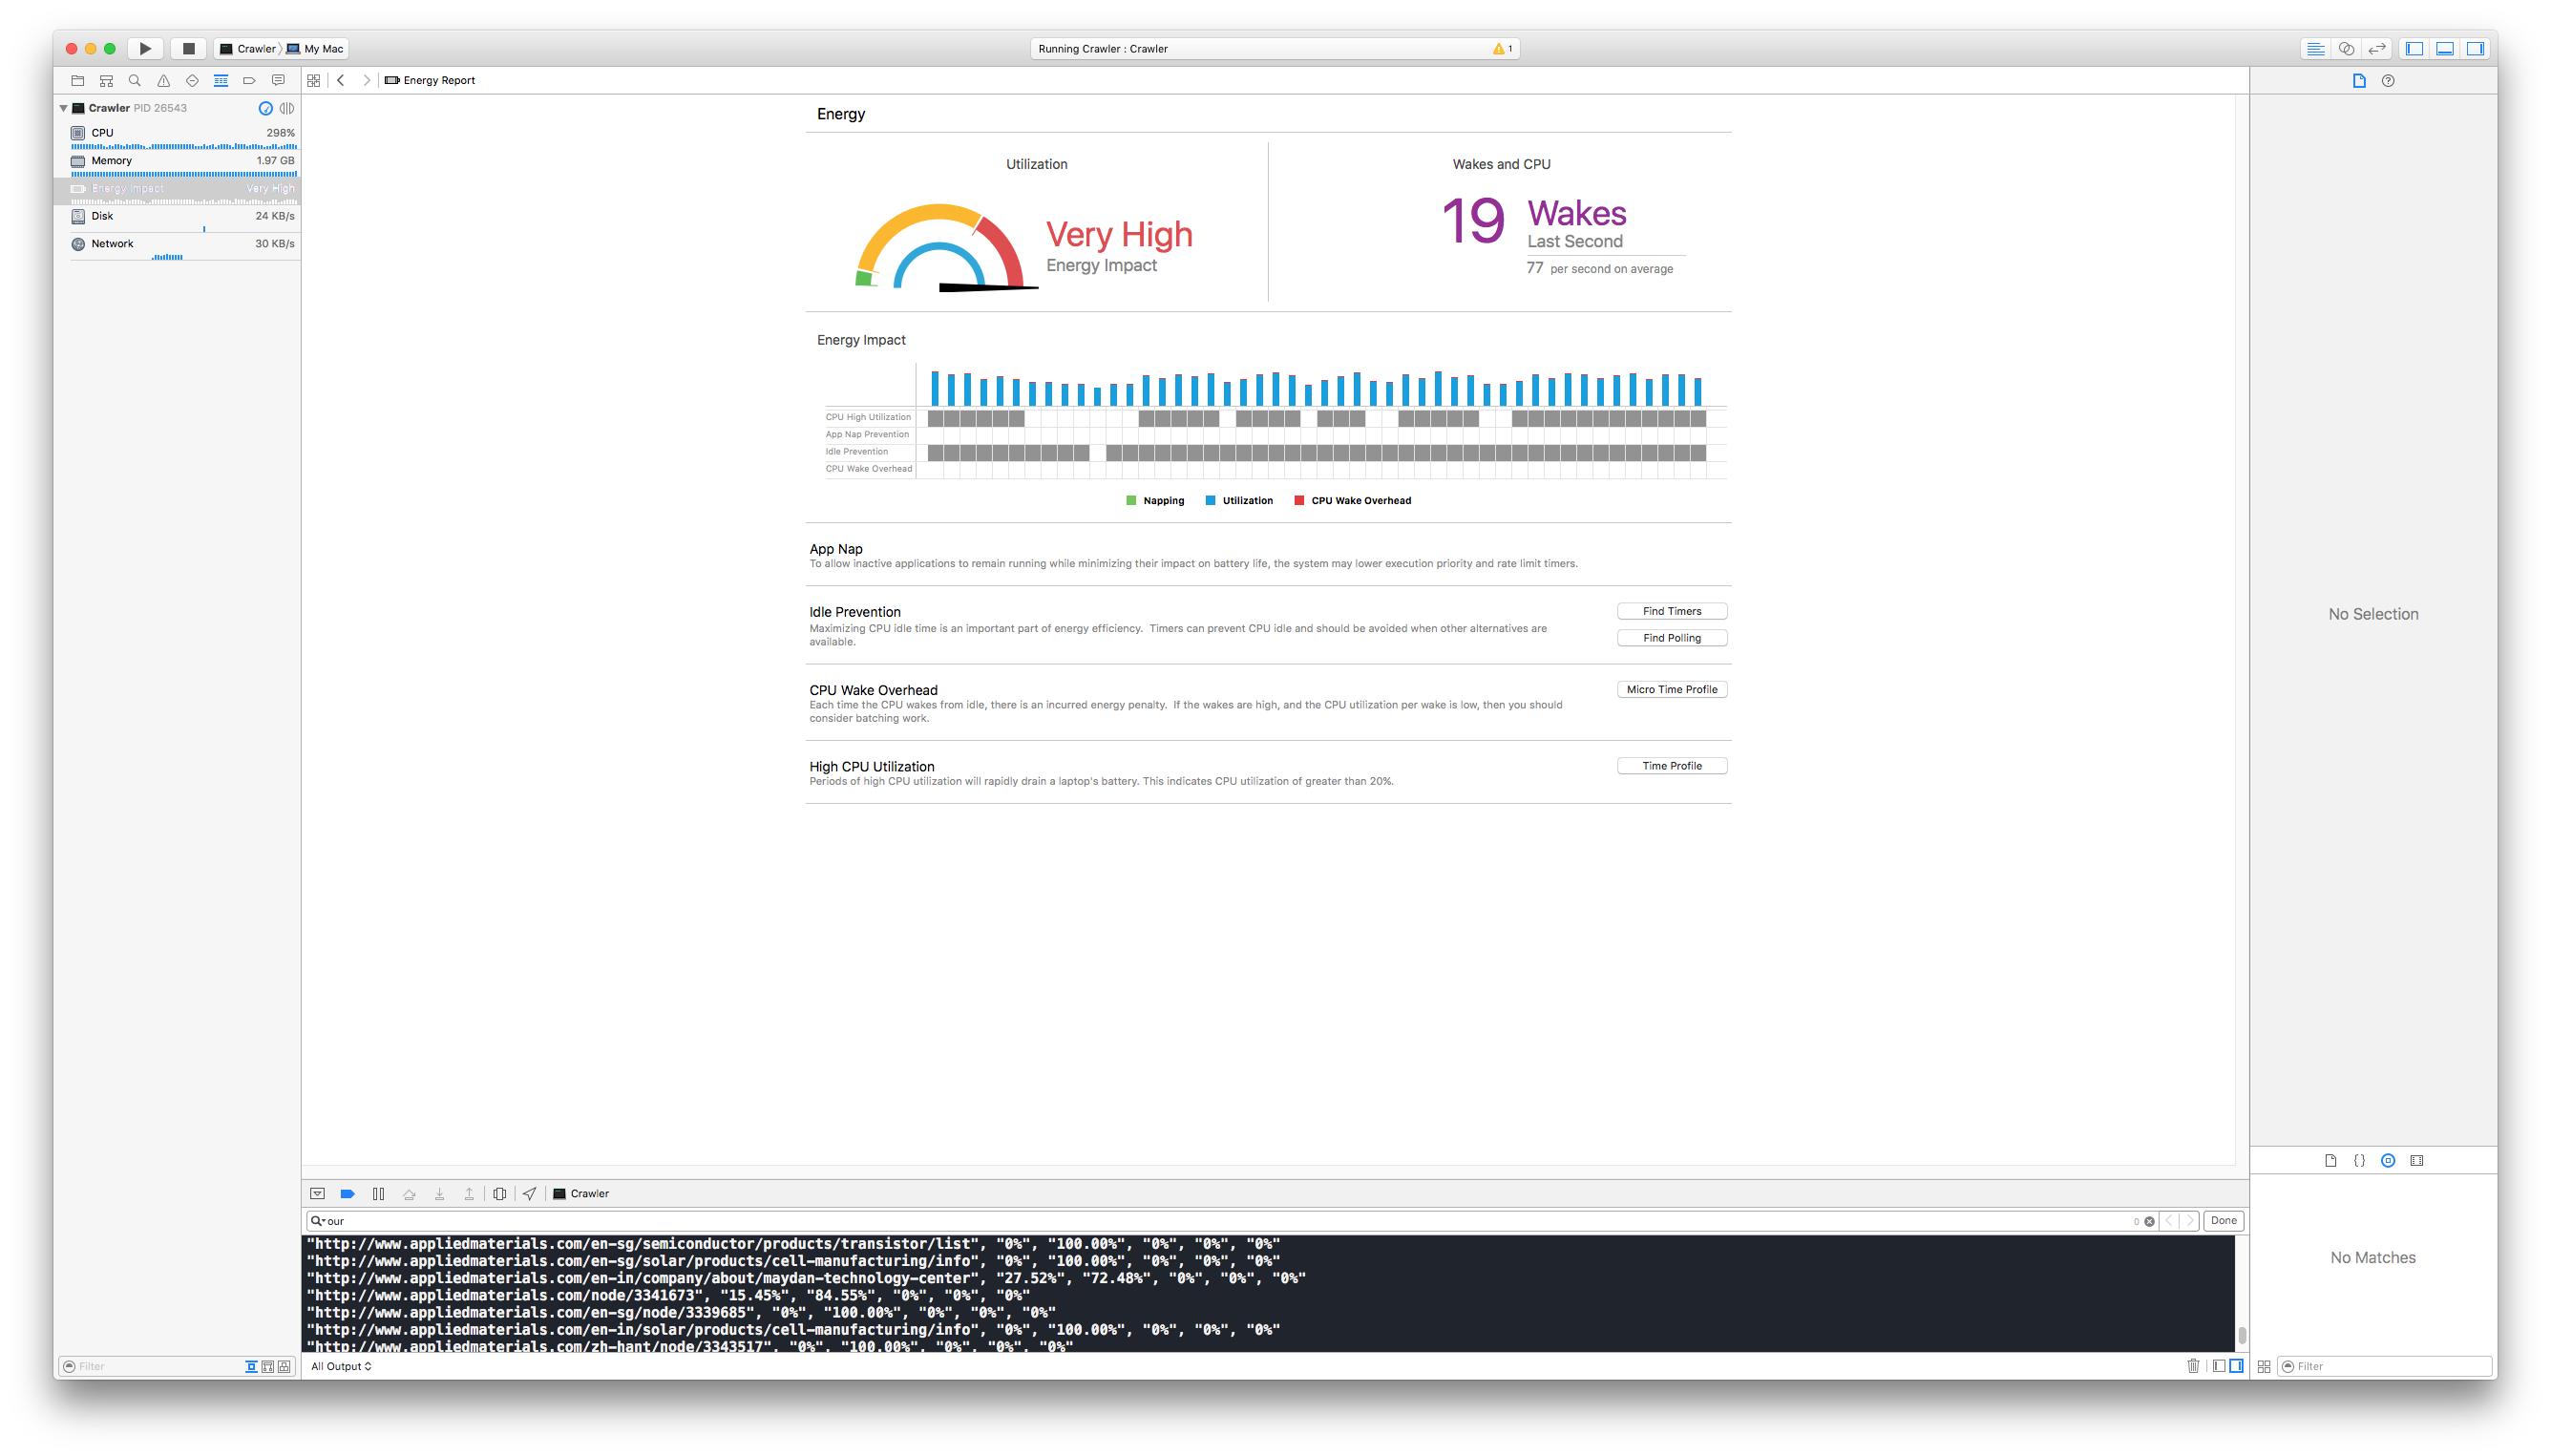 Crawler My Mac
Running Crawler : Crawler
1
Energy Report
Crawler PID 26543
CPU 298%
Memory 1.97 GB
Energy Impact Very High
Disk 24 KB/s
Network 30 KB/s
Energy
Utilization
Very High
Energy Impact
Wakes and CPU
19 Wakes
Last Second
77 per second on average
Energy Impact
CPU High Utilization
App Nap Prevention
Idle Prevention
CPU Wake Overhead
Napping Utilization CPU Wake Overhead
App Nap
To allow inactive applications to remain running while minimizing their impact on battery life, the system may lower execution priority and rate limit timers.
Idle Prevention
Find Timers
Maximizing CPU idle time is an important part of energy efficiency. Timers can prevent CPU idle and should be avoided when other alternatives are
available.
Find Polling
CPU Wake Overhead
Micro Time Profile
Each time the CPU wakes from idle, there is an incurred energy penalty. If the wakes are high, and the CPU utilization per wake is low, then you should
consider batching work.
High CPU Utilization
Time Profile
Periods of high CPU utilization will rapidly drain a laptop's battery. This indicates CPU utilization of greater than 20%.
No Selection
Crawler
our
0
Done
"http://www.appliedmaterials.com/en-sg/semiconductor/products/transistor/list", "0%", "100.00%", "0%", "0%", "0%"
"http://www.appliedmaterials.com/en-sg/solar/products/cell-manufacturing/info", "0%", "100.00%", "0%", "0%", "0%"
"http://www.appliedmaterials.com/en-in/company/about/maydan-technology-center", "27.52%", "72.48%", "0%", "0%", "0%"
"http://www.appliedmaterials.com/node/3341673", "15.45%", "84.55%", "0%", "0%", "0%"
"http://www.appliedmaterials.com/en-sg/node/3339685", "0%", "100.00%", "0%", "0%", "0%"
"http://www.appliedmaterials.com/en-in/solar/products/cell-manufacturing/info", "0%", "100.00%", "0%", "0%", "0%"
"http://www.appliedmaterials.com/zh-hant/node/3343517", "0%", "100.00%", "0%", "0%", "0%"
No Matches
Filter
All Output
Filter